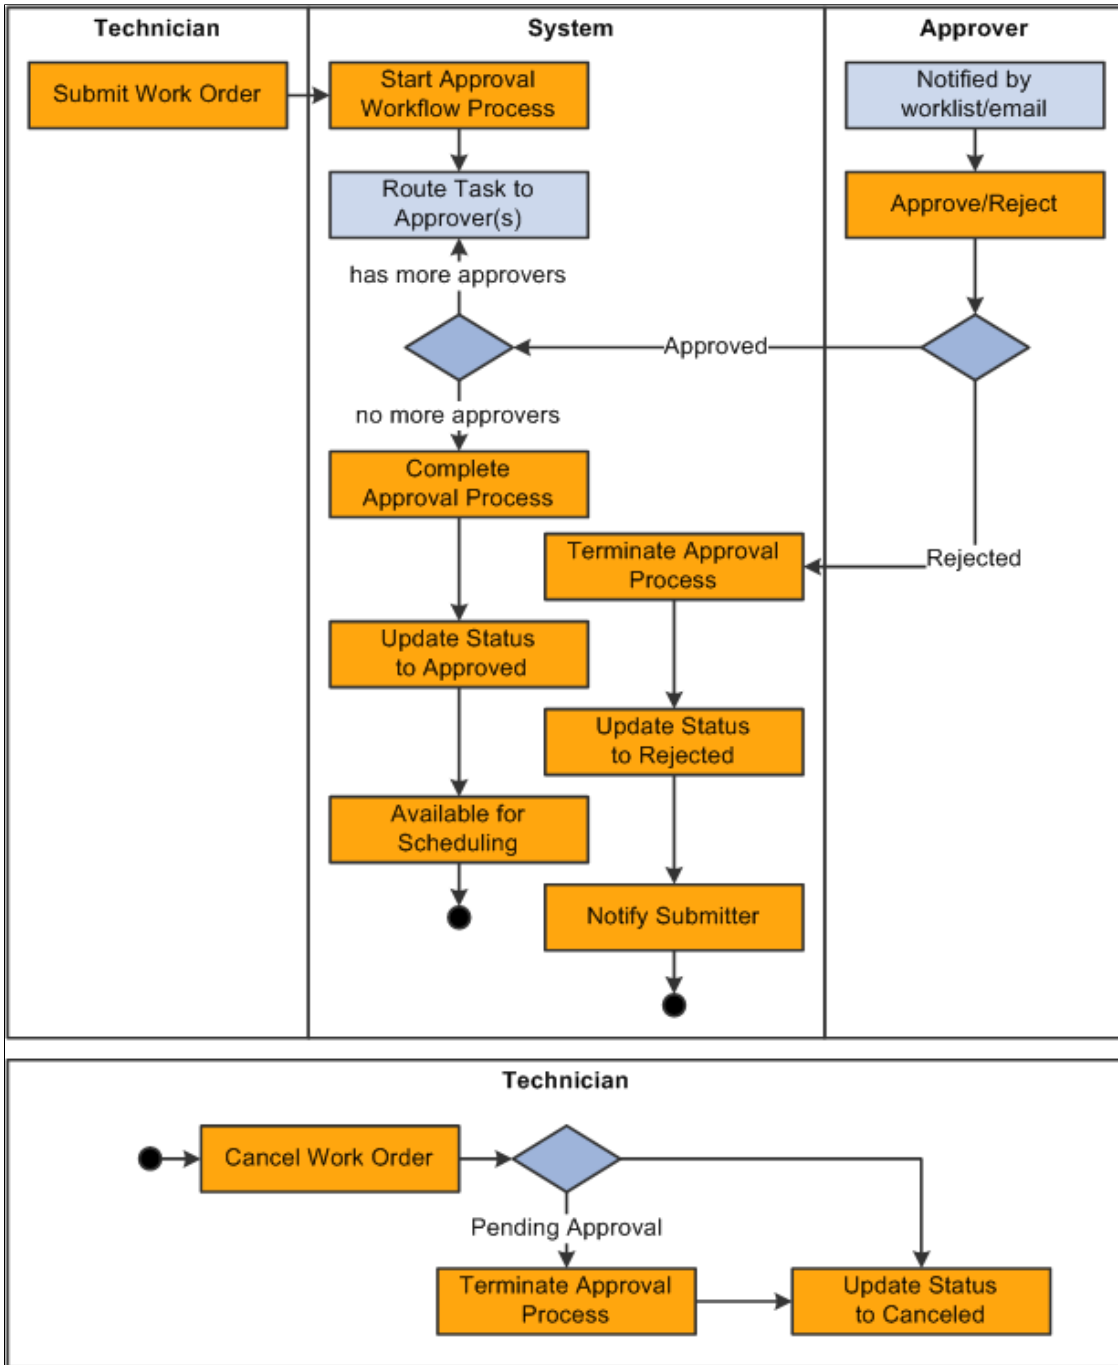 Technician
System
Approver
Submit Work Order
Start Approval
Workflow Process
Notified by
worklist/email
Route Task to
Approver(s)
Approve/Reject
has more approvers
Approved
no more approvers
Complete
Approval Process
Terminate Approval
Process
Rejected
Update Status
to Approved
Update Status
to Rejected
Available for
Scheduling
Notify Submitter
Technician
Cancel Work Order
Pending Approval
Terminate Approval
Process
Update Status
to Canceled